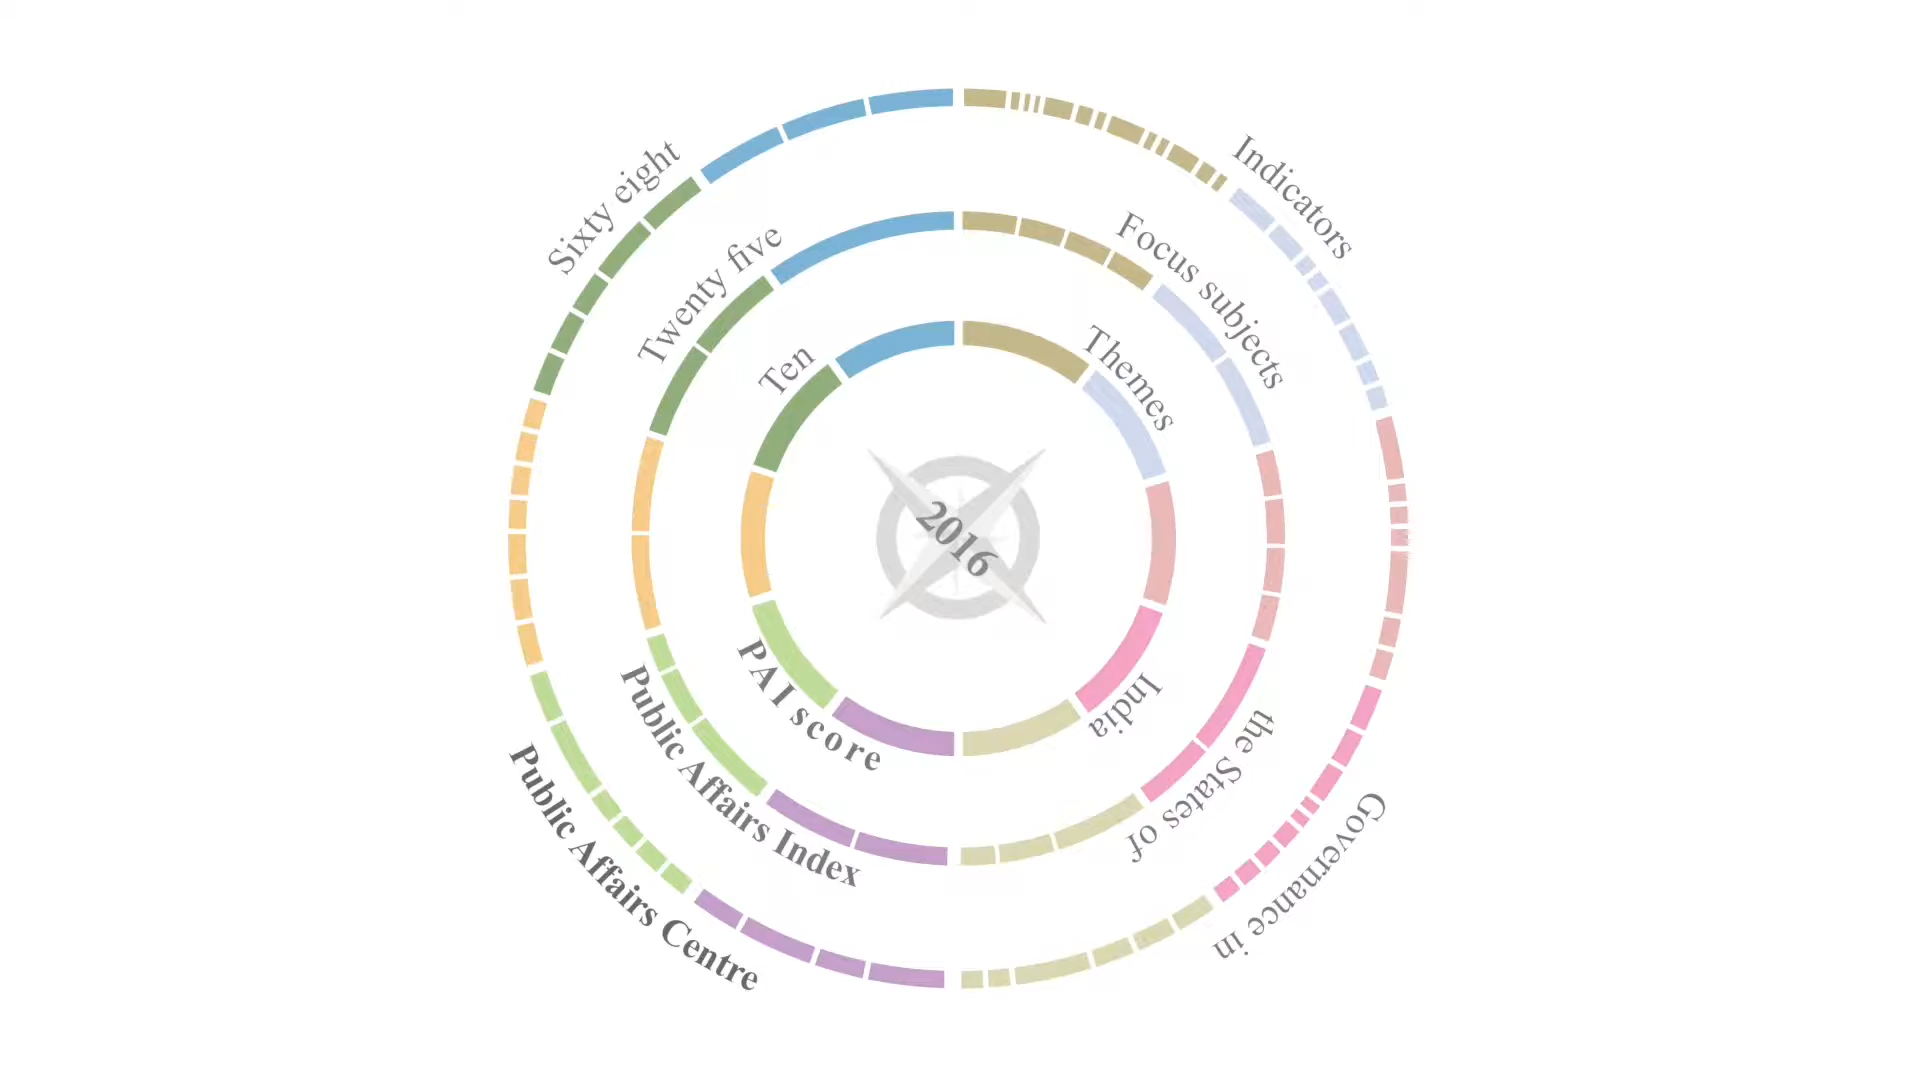 Sixty eight
Indicators
Twenty five
Focus subjects
Ten
Themes
2016
PAI score
India
Public Affairs Index
the States of
Public Affairs Centre
Governance in